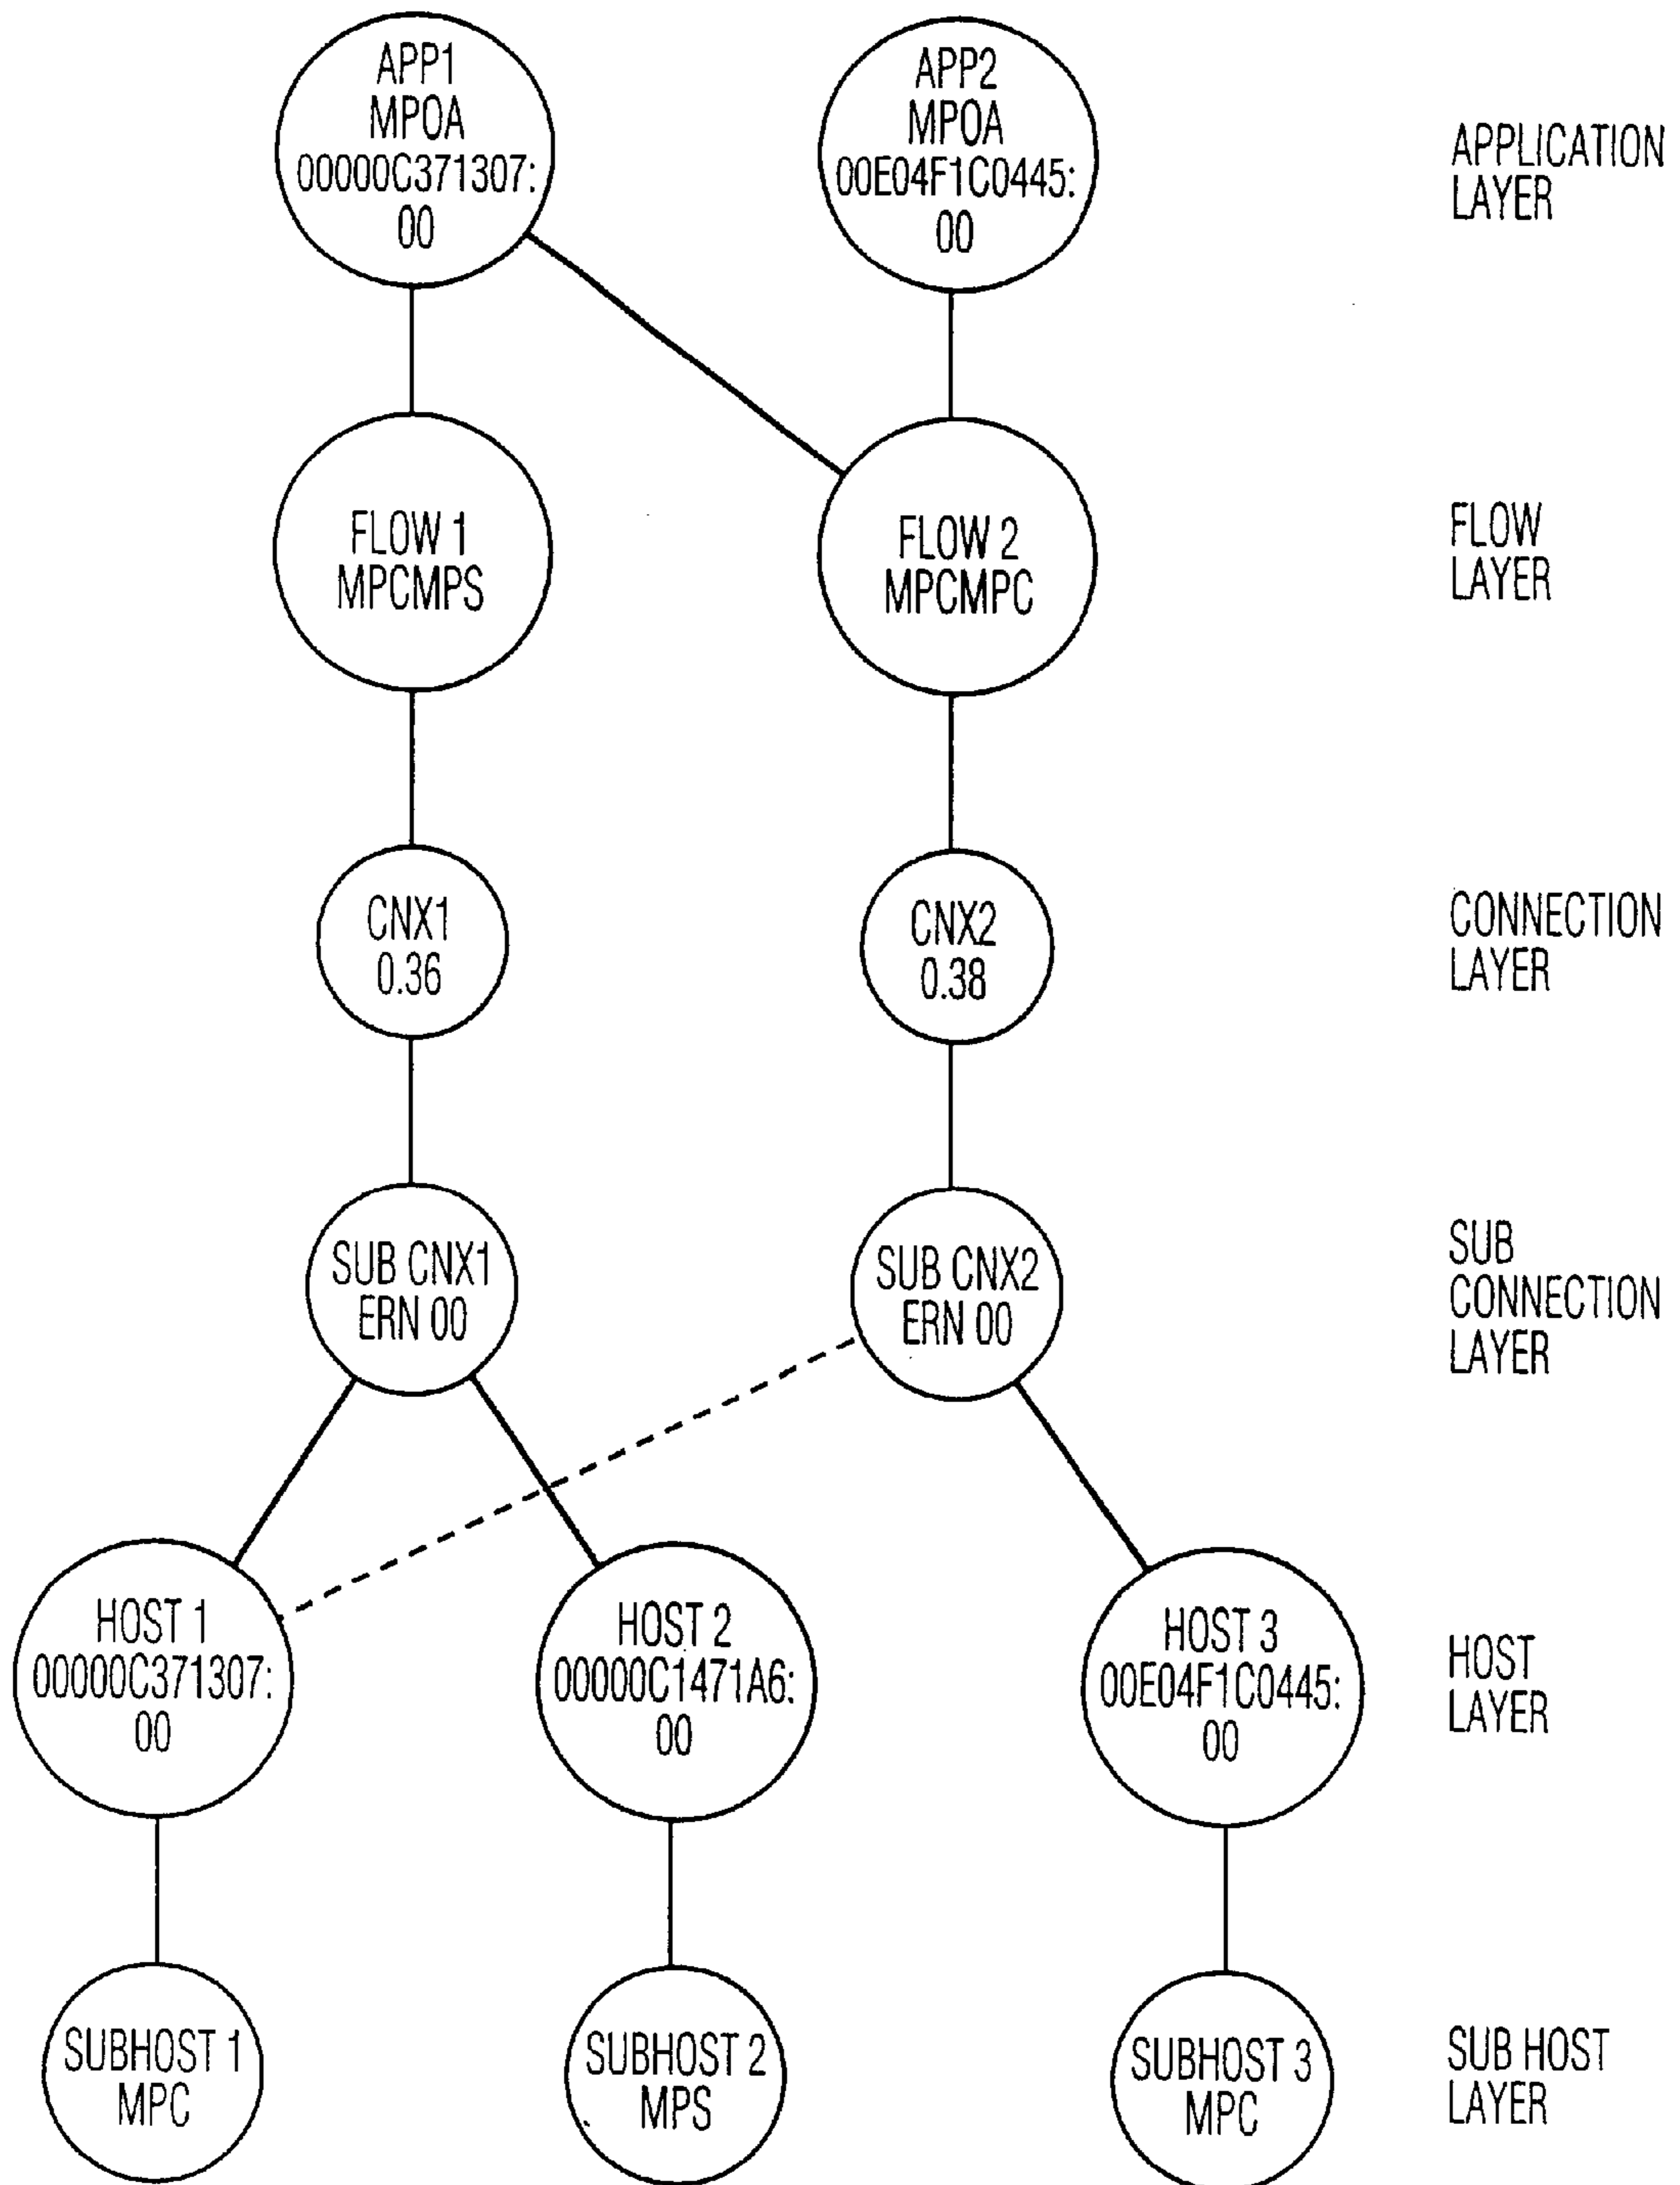 APP1
MPOA
00000C371307:
00
APP2
MPOA
00E04F1C0445:
00
APPLICATION
LAYER
FLOW 1
MPCMPS
FLOW 2
MPCMPC
FLOW
LAYER
CNX1
0.36
CNX2
0.38
CONNECTION
LAYER
SUB CNX1
ERN 00
SUB CNX2
ERN 00
SUB
CONNECTION
LAYER
HOST 1
00000C371307:
00
HOST 2
00000C1471A6:
00
HOST 3
00E04F1C0445:
00
HOST
LAYER
SUBHOST 1
MPC
SUBHOST 2
MPS
SUBHOST 3
MPC
SUB HOST
LAYER